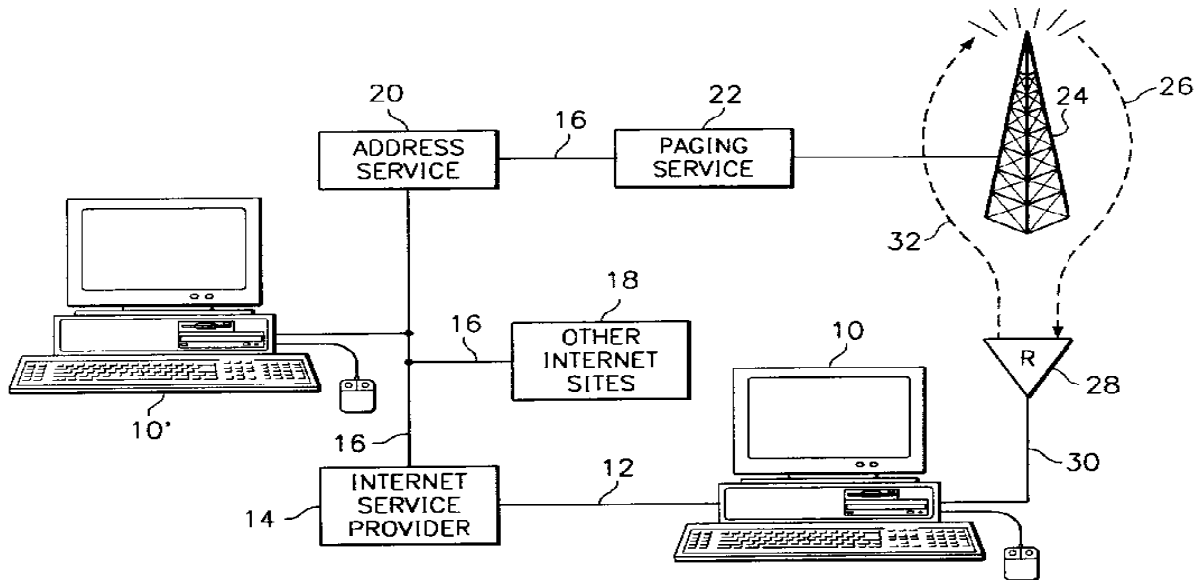 20
22
16
26
24
ADDRESS
SERVICE
PAGING
SERVICE
32
18
16
OTHER
INTERNET
SITES
10
R
28
10'
16
30
12
14
INTERNET
SERVICE
PROVIDER